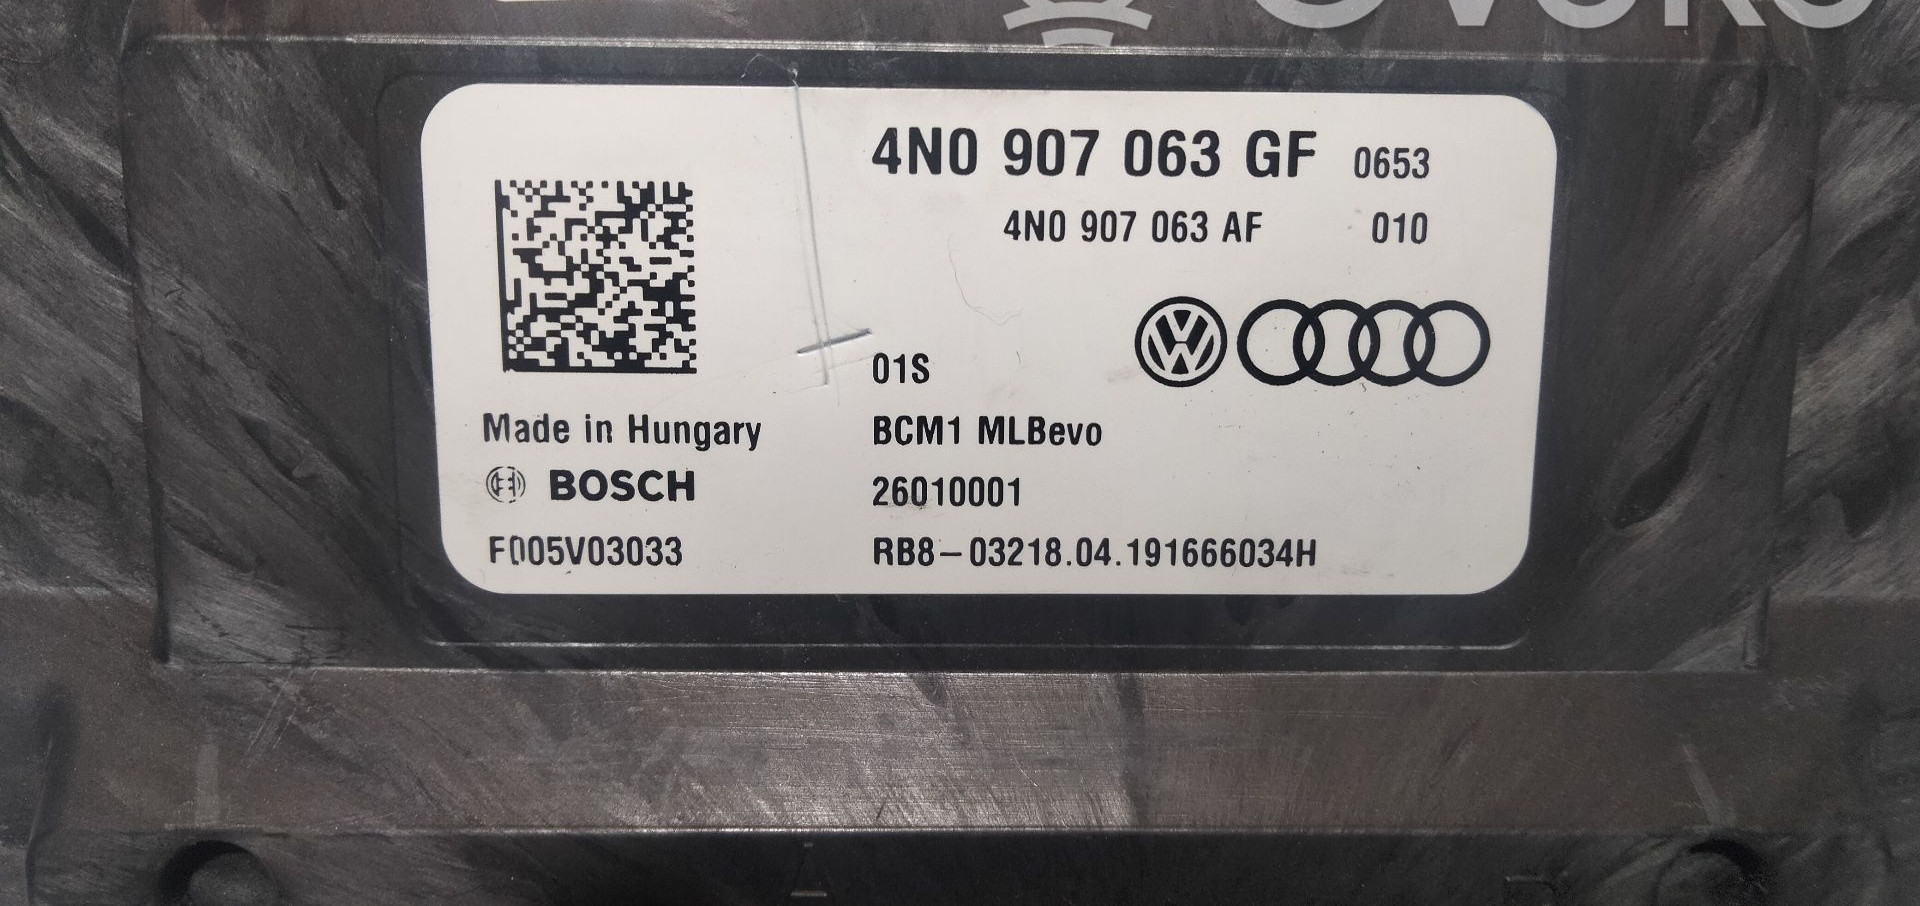 4N0 907 063 GF 0653
4N0 907 063 AF 010
01S
Made in Hungary BCM1 MLBevo
BOSCH 26010001
F005V03033 RB8-03218.04.191666034H